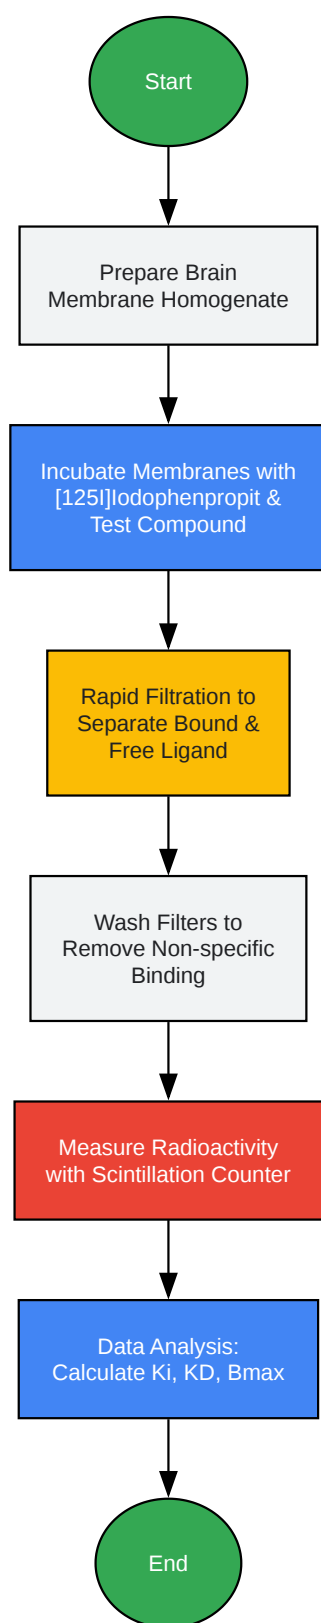 Start
Prepare Brain
Membrane Homogenate
Incubate Membranes with
[125I]Iodophenpropit &
Test Compound
Rapid Filtration to
Separate Bound &
Free Ligand
Wash Filters to
Remove Non-specific
Binding
Measure Radioactivity
with Scintillation Counter
Data Analysis:
Calculate Ki, KD, Bmax
End